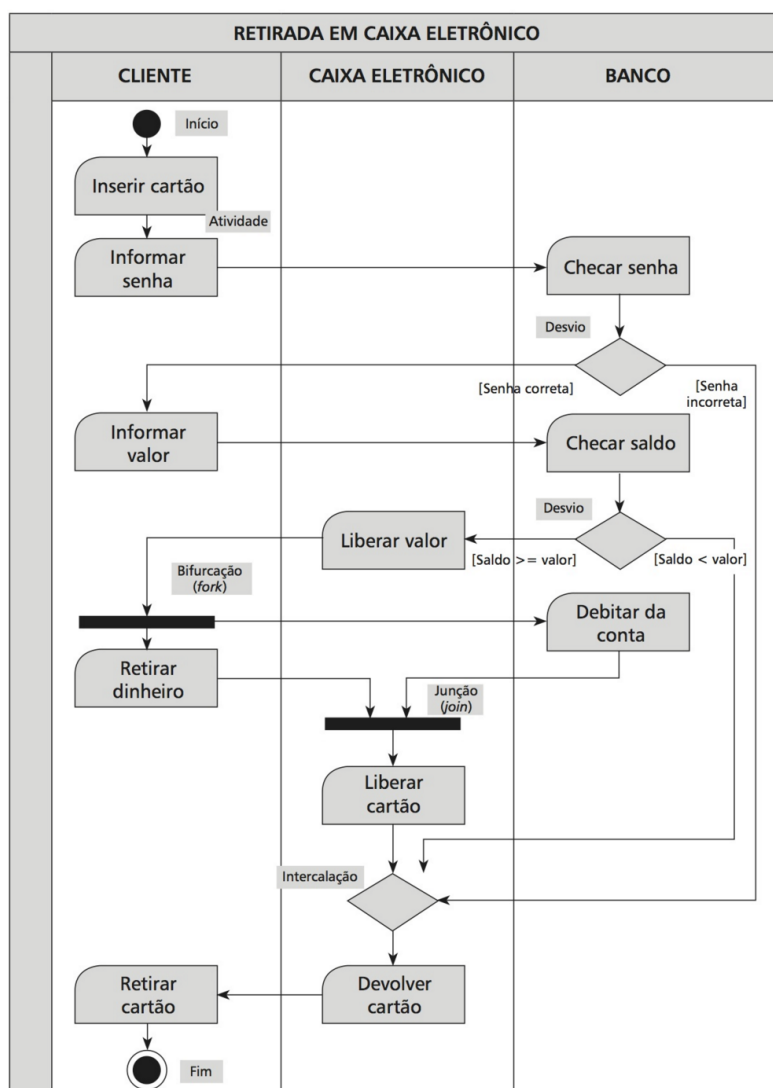 RETIRADA EM CAIXA ELETRÔNICO
CLIENTE
CAIXA ELETRÔNICO
BANCO
Início
Inserir cartão
Atividade
Informar
senha
Checar senha
Desvio
[Senha correta]
[Senha
incorreta]
Informar
valor
Checar saldo
Desvio
Liberar valor
[Saldo >= valor]
[Saldo < valor]
Bifurcação
(fork)
Debitar da
conta
Retirar
dinheiro
Junção
(join)
Liberar
cartão
Intercalação
Retirar
cartão
Devolver
cartão
Fim